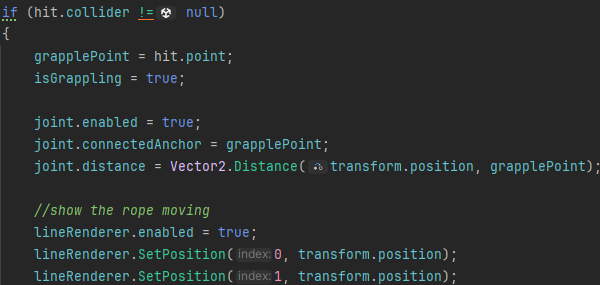 if (hit.collider != null)
{
grapplePoint = hit.point;
isGrappling = true;
joint.enabled = true;
joint.connectedAnchor = grapplePoint;
joint.distance = Vector2.Distance(transform.position, grapplePoint);
//show the rope moving
lineRenderer.enabled = true;
lineRenderer.SetPosition(index: 0, transform.position);
lineRenderer.SetPosition(index: 1, transform.position);